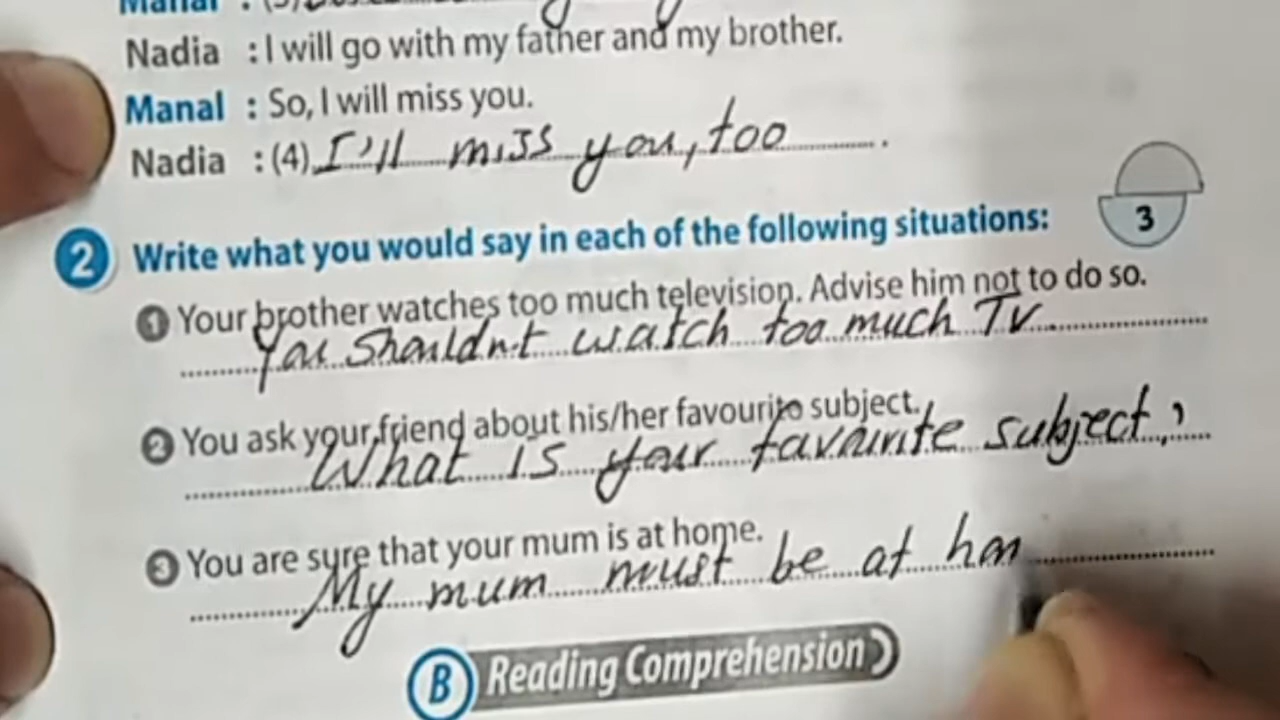 Manal : (3)
Nadia : I will go with my father and my brother.
Manal : So, I will miss you.
Nadia : (4) I'll miss you, too .
2 Write what you would say in each of the following situations:
3
1 Your brother watches too much television. Advise him not to do so.
You Shouldn't watch too much TV
2 You ask your friend about his/her favourite subject.
What is your favourite subject?
3 You are sure that your mum is at home.
My mum must be at hom
B Reading Comprehension